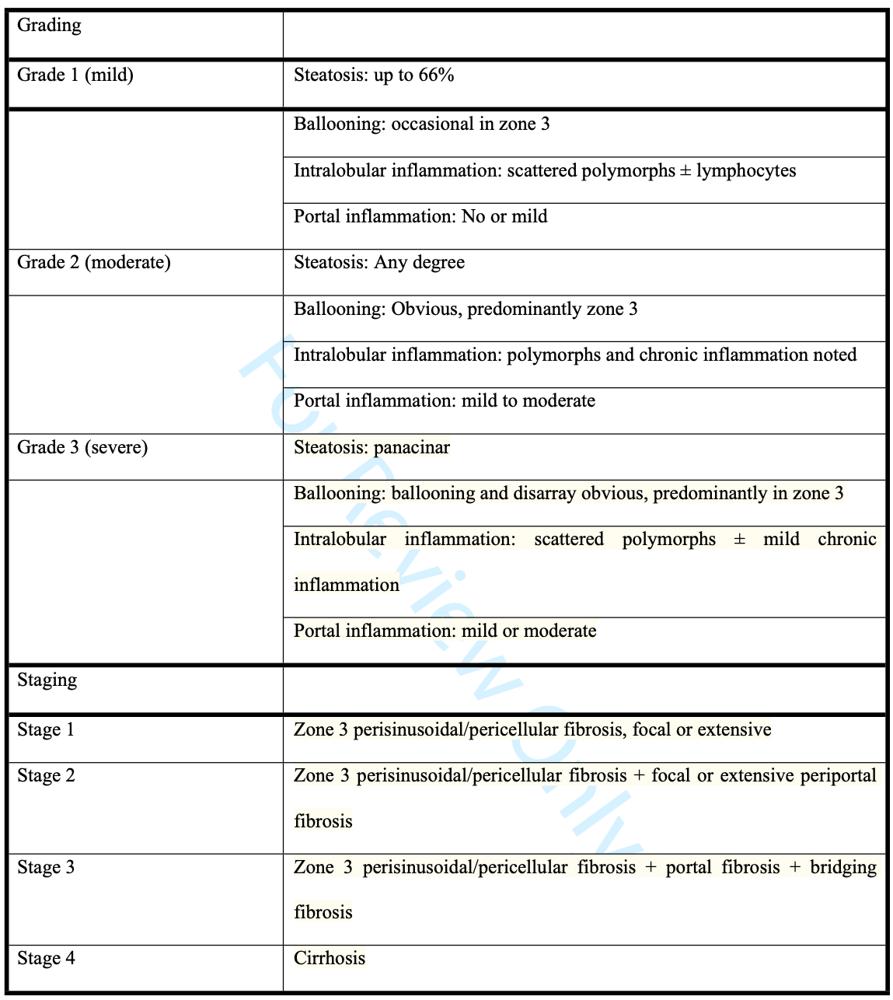 Grading
Grade 1 (mild)
Steatosis: up to 66%
Ballooning: occasional in zone 3
Intralobular inflammation: scattered polymorphs ± lymphocytes
Portal inflammation: No or mild
Grade 2 (moderate)
Steatosis: Any degree
Ballooning: Obvious, predominantly zone 3
Intralobular inflammation: polymorphs and chronic inflammation noted
Portal inflammation: mild to moderate
Grade 3 (severe)
Steatosis: panacinar
Ballooning: ballooning and disarray obvious, predominantly in zone 3
Intralobular inflammation: scattered polymorphs ± mild chronic
inflammation
Portal inflammation: mild or moderate
Staging
Stage 1
Zone 3 perisinusoidal/pericellular fibrosis, focal or extensive
Stage 2
Zone 3 perisinusoidal/pericellular fibrosis + focal or extensive periportal
fibrosis
Stage 3
Zone 3 perisinusoidal/pericellular fibrosis + portal fibrosis + bridging
fibrosis
Stage 4
Cirrhosis
For Review Only